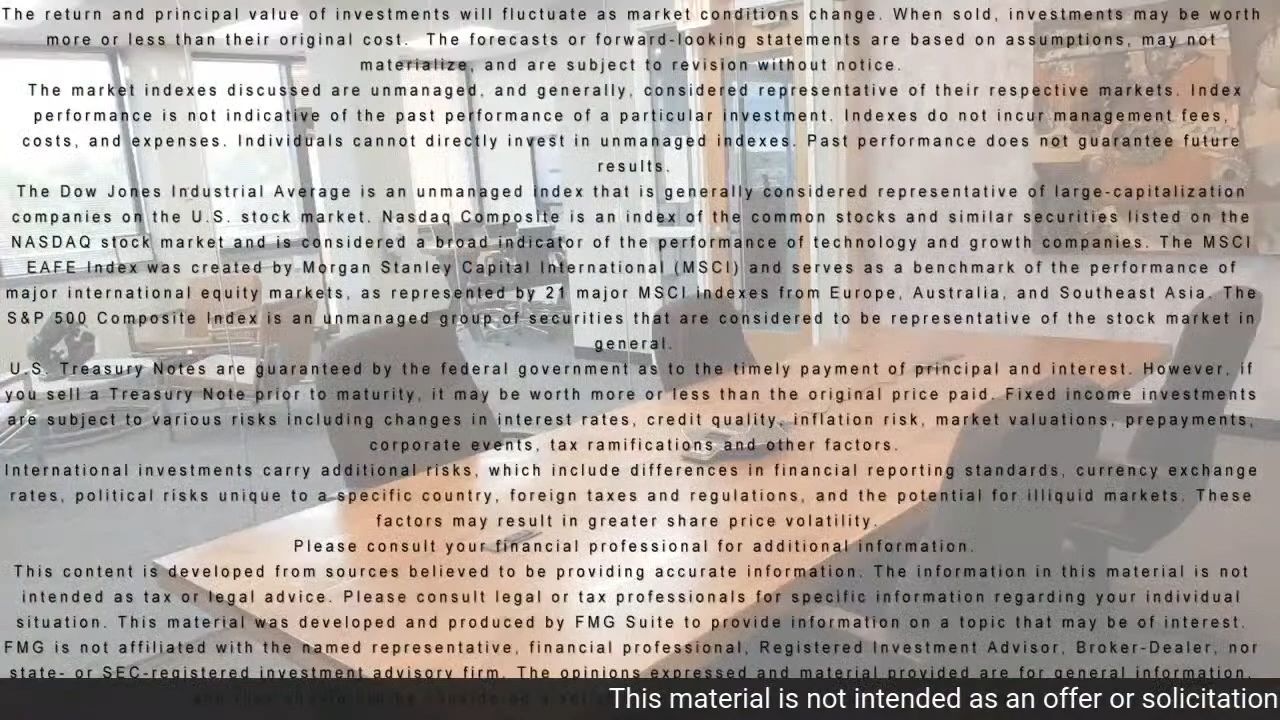 The return and principal value of investments will fluctuate as market conditions change. When sold, investments may be worth
more or less than their original cost. The forecasts or forward-looking statements are based on assumptions, may not
materialize, and are subject to revision without notice.
The market indexes discussed are unmanaged, and generally, considered representative of their respective markets. Index
performance is not indicative of the past performance of a particular investment. Indexes do not incur management fees,
costs, and expenses. Individuals cannot directly invest in unmanaged indexes. Past performance does not guarantee future
results.
The Dow Jones Industrial Average is an unmanaged index that is generally considered representative of large-capitalization
companies on the U.S. stock market. Nasdaq Composite is an index of the common stocks and similar securities listed on the
NASDAQ stock market and is considered a broad indicator of the performance of technology and growth companies. The MSCI
EAFE Index was created by Morgan Stanley Capital International (MSCI) and serves as a benchmark of the performance of
major international equity markets, as represented by 21 major MSCI indexes from Europe, Australia, and Southeast Asia. The
S&P 500 Composite Index is an unmanaged group of securities that are considered to be representative of the stock market in
general.
U.S. Treasury Notes are guaranteed by the federal government as to the timely payment of principal and interest. However, if
you sell a Treasury Note prior to maturity, it may be worth more or less than the original price paid. Fixed income investments
are subject to various risks including changes in interest rates, credit quality, inflation risk, market valuations, prepayments,
corporate events, tax ramifications and other factors.
International investments carry additional risks, which include differences in financial reporting standards, currency exchange
rates, political risks unique to a specific country, foreign taxes and regulations, and the potential for illiquid markets. These
factors may result in greater share price volatility.
Please consult your financial professional for additional information.
This content is developed from sources believed to be providing accurate information. The information in this material is not
intended as tax or legal advice. Please consult legal or tax professionals for specific information regarding your individual
situation. This material was developed and produced by FMG Suite to provide information on a topic that may be of interest.
FMG is not affiliated with the named representative, financial professional, Registered Investment Advisor, Broker-Dealer, nor
state- or SEC-registered investment advisory firm. The opinions expressed and material provided are for general information,
This material is not intended as an offer or solicitation